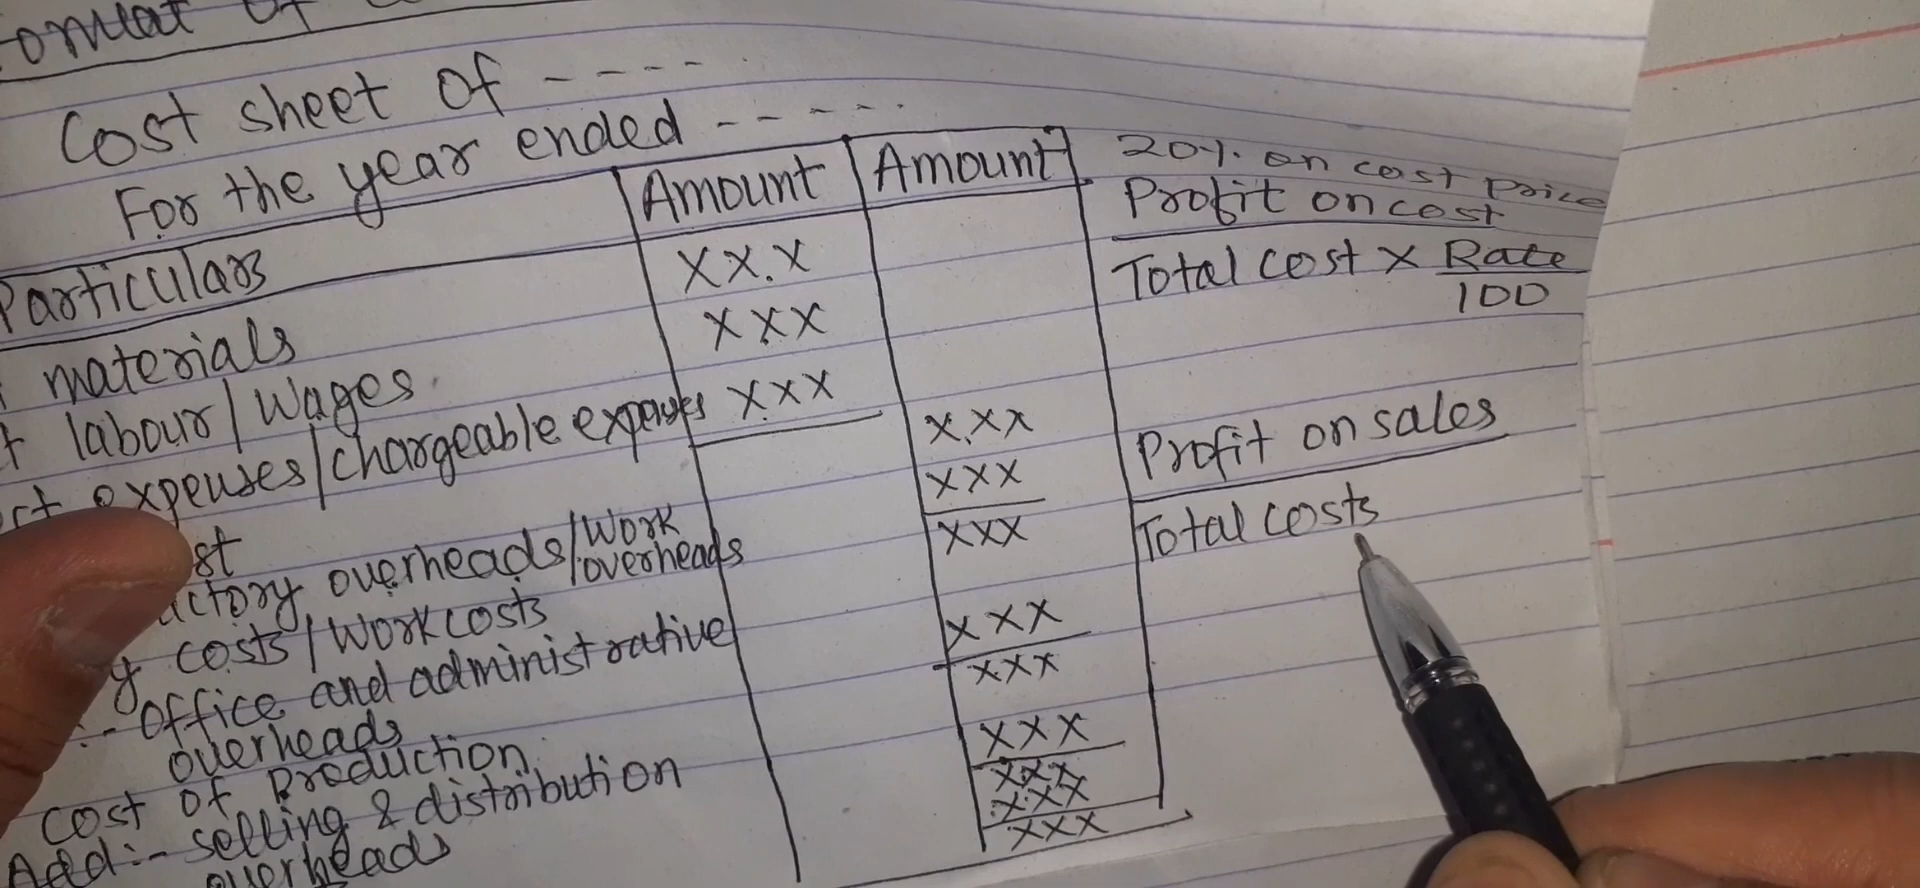 Cost sheet of ----
For the year ended -----
Particulars Amount Amount
materials XX.X
labour/Wages XXX
expenses/chargeable expenses XXX X.XX
XXX
overheads/Work overheads XXX
costs/Work costs
:- Office and administrative overheads XXX
XXX
Cost of Production XXX
Add:- selling & distribution overheads XXX
XXX
XXX
20%. on cost price
Profit on cost
Total cost X Rate
100
Profit on sales
Total costs